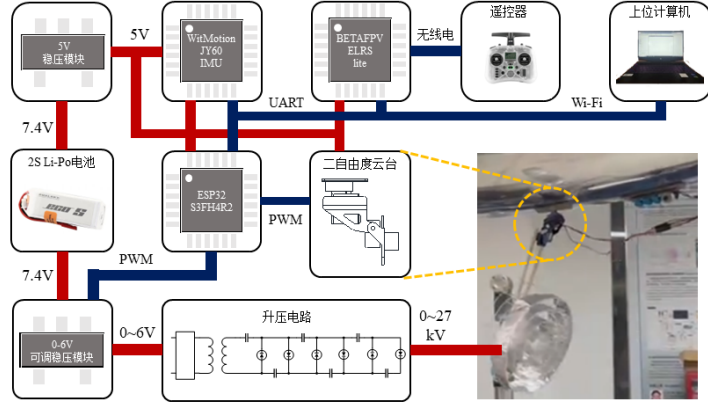 5V
稳压模块
5V
WitMotion
JY60
IMU
BETAFPV
ELRS
lite
无线电
遥控器
上位计算机
UART
Wi-Fi
7.4V
2S Li-Po电池
ESP32
S3FH4R2
PWM
二自由度云台
7.4V
PWM
0-6V
可调稳压模块
0~6V
升压电路
0~27
kV